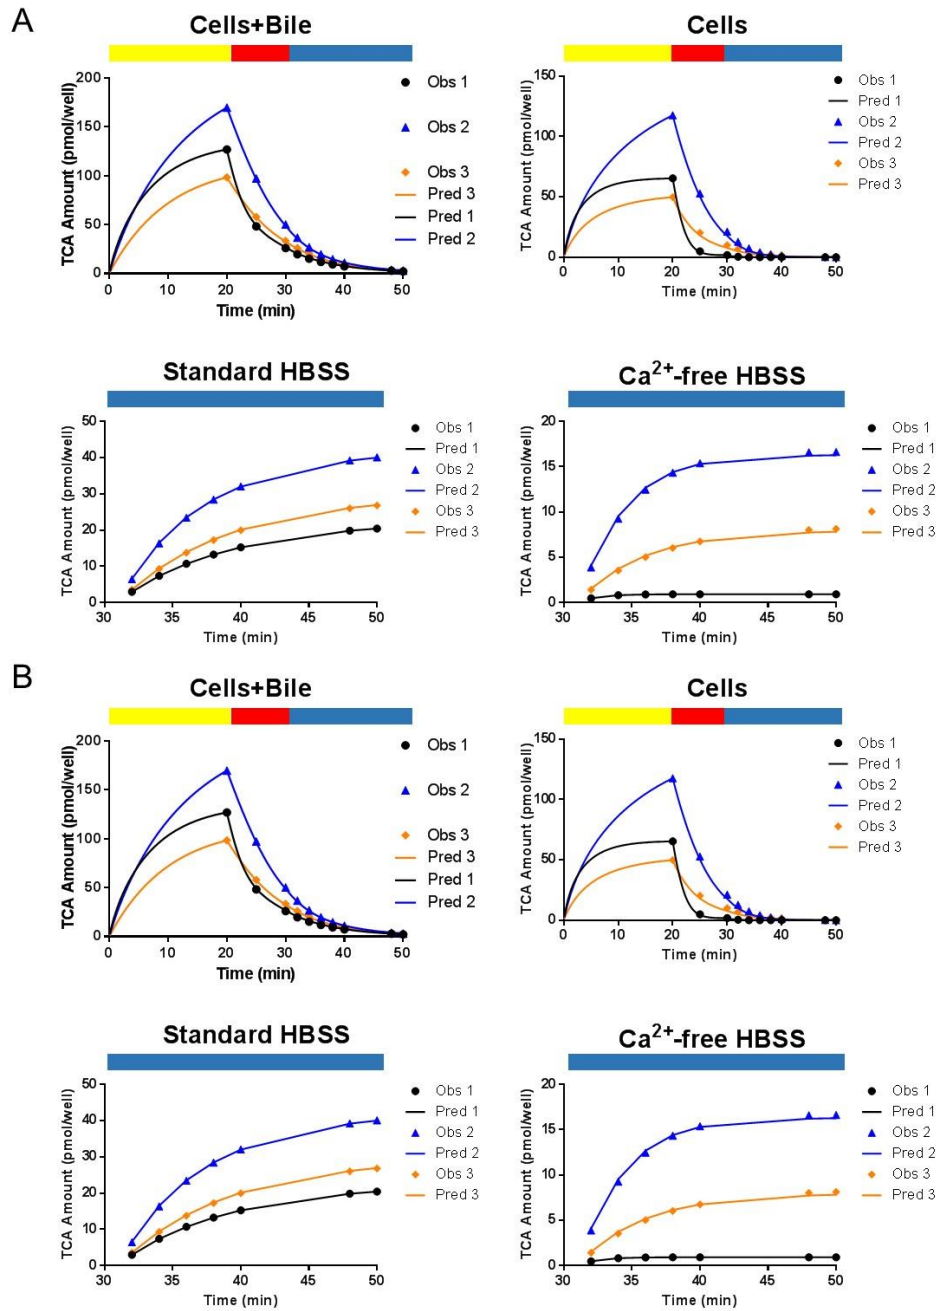 A
Cells+Bile
TCA Amount (pmol/well)
200
150
100
50
0
0 10 20 30 40 50
Time (min)
Obs 1
Obs 2
Obs 3
Pred 3
Pred 1
Pred 2
Cells
TCA Amount (pmol/well)
150
100
50
0
0 10 20 30 40 50
Time (min)
Obs 1
Pred 1
Obs 2
Pred 2
Obs 3
Pred 3
Standard HBSS
TCA Amount (pmol/well)
50
40
30
20
10
0
30 35 40 45 50
Time (min)
Obs 1
Pred 1
Obs 2
Pred 2
Obs 3
Pred 3
Ca²⁺-free HBSS
TCA Amount (pmol/well)
20
15
10
5
0
30 35 40 45 50
Time (min)
Obs 1
Pred 1
Obs 2
Pred 2
Obs 3
Pred 3
B
Cells+Bile
TCA Amount (pmol/well)
200
150
100
50
0
0 10 20 30 40 50
Time (min)
Obs 1
Obs 2
Obs 3
Pred 3
Pred 1
Pred 2
Cells
TCA Amount (pmol/well)
150
100
50
0
0 10 20 30 40 50
Time (min)
Obs 1
Pred 1
Obs 2
Pred 2
Obs 3
Pred 3
Standard HBSS
TCA Amount (pmol/well)
50
40
30
20
10
0
30 35 40 45 50
Time (min)
Obs 1
Pred 1
Obs 2
Pred 2
Obs 3
Pred 3
Ca²⁺-free HBSS
TCA Amount (pmol/well)
20
15
10
5
0
30 35 40 45 50
Time (min)
Obs 1
Pred 1
Obs 2
Pred 2
Obs 3
Pred 3